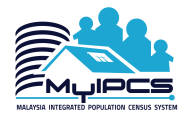 MyIPCS
MALAYSIA INTEGRATED POPULATION CENSUS SYSTEM